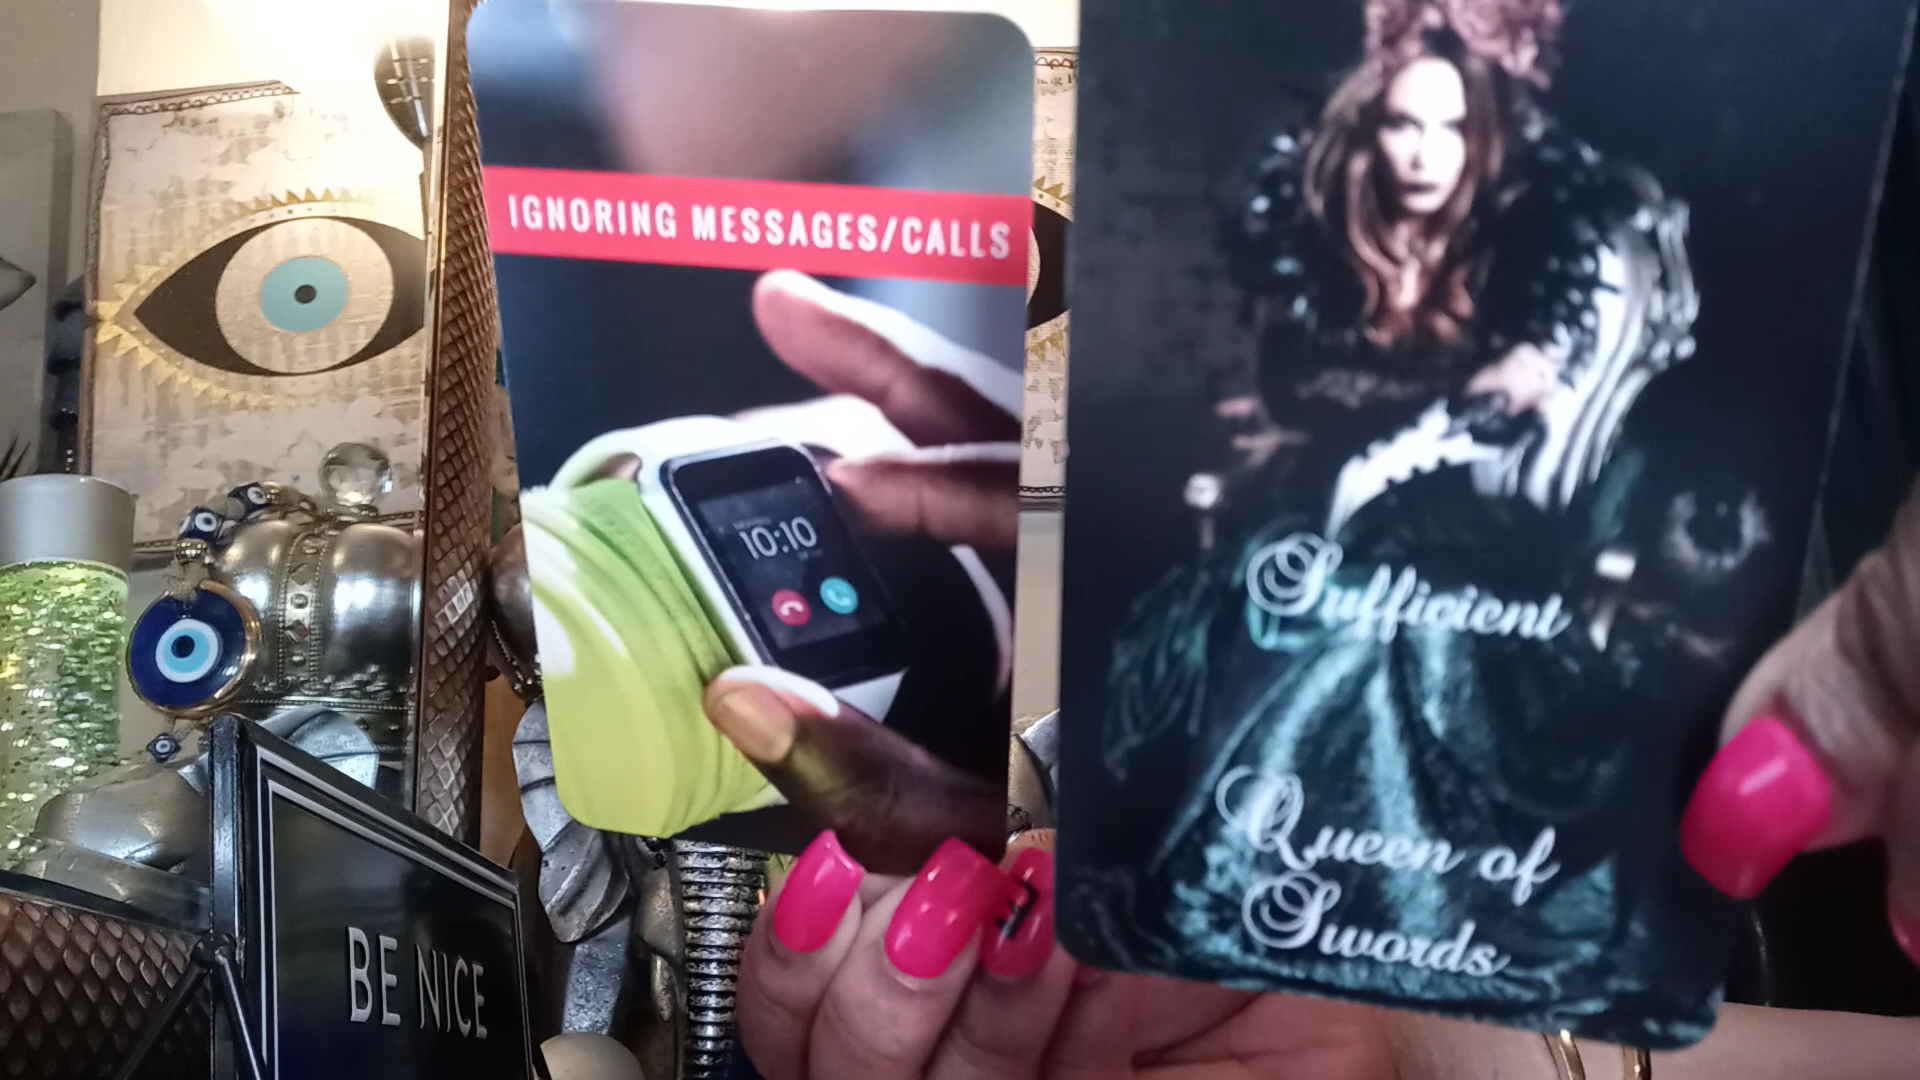 IGNORING MESSAGES/CALLS
10:10
Sufficient
Queen of
Swords
BE NICE